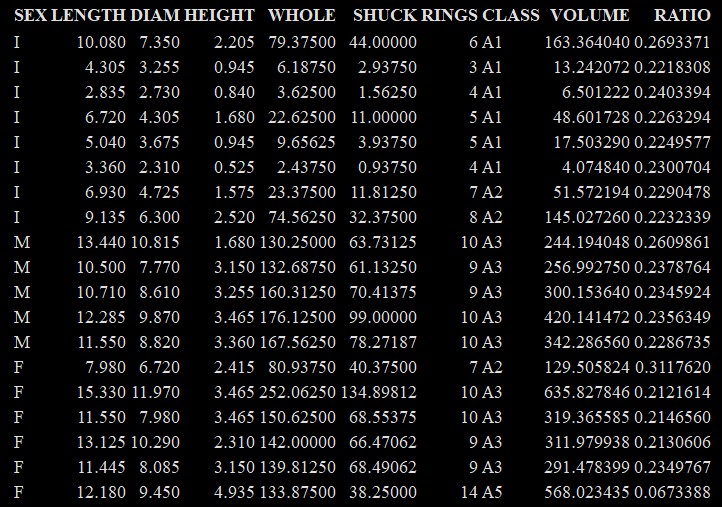 SEX LENGTH DIAM HEIGHT WHOLE SHUCK RINGS CLASS VOLUME RATIO
I 10.080 7.350 2.205 79.37500 44.00000 6 A1 163.364040 0.2693371
I 4.305 3.255 0.945 6.18750 2.93750 3 A1 13.242072 0.2218308
I 2.835 2.730 0.840 3.62500 1.56250 4 A1 6.501222 0.2403394
I 6.720 4.305 1.680 22.62500 11.00000 5 A1 48.601728 0.2263294
I 5.040 3.675 0.945 9.65625 3.93750 5 A1 17.503290 0.2249577
I 3.360 2.310 0.525 2.43750 0.93750 4 A1 4.074840 0.2300704
I 6.930 4.725 1.575 23.37500 11.81250 7 A2 51.572194 0.2290478
I 9.135 6.300 2.520 74.56250 32.37500 8 A2 145.027260 0.2232339
M 13.440 10.815 1.680 130.25000 63.73125 10 A3 244.194048 0.2609861
M 10.500 7.770 3.150 132.68750 61.13250 9 A3 256.992750 0.2378764
M 10.710 8.610 3.255 160.31250 70.41375 9 A3 300.153640 0.2345924
M 12.285 9.870 3.465 176.12500 99.00000 10 A3 420.141472 0.2356349
M 11.550 8.820 3.360 167.56250 78.27187 10 A3 342.286560 0.2286735
F 7.980 6.720 2.415 80.93750 40.37500 7 A2 129.505824 0.3117620
F 15.330 11.970 3.465 252.06250 134.89812 10 A3 635.827846 0.2121614
F 11.550 7.980 3.465 150.62500 68.55375 10 A3 319.365585 0.2146560
F 13.125 10.290 2.310 142.00000 66.47062 9 A3 311.979938 0.2130606
F 11.445 8.085 3.150 139.81250 68.49062 9 A3 291.478399 0.2349767
F 12.180 9.450 4.935 133.87500 38.25000 14 A5 568.023435 0.0673388